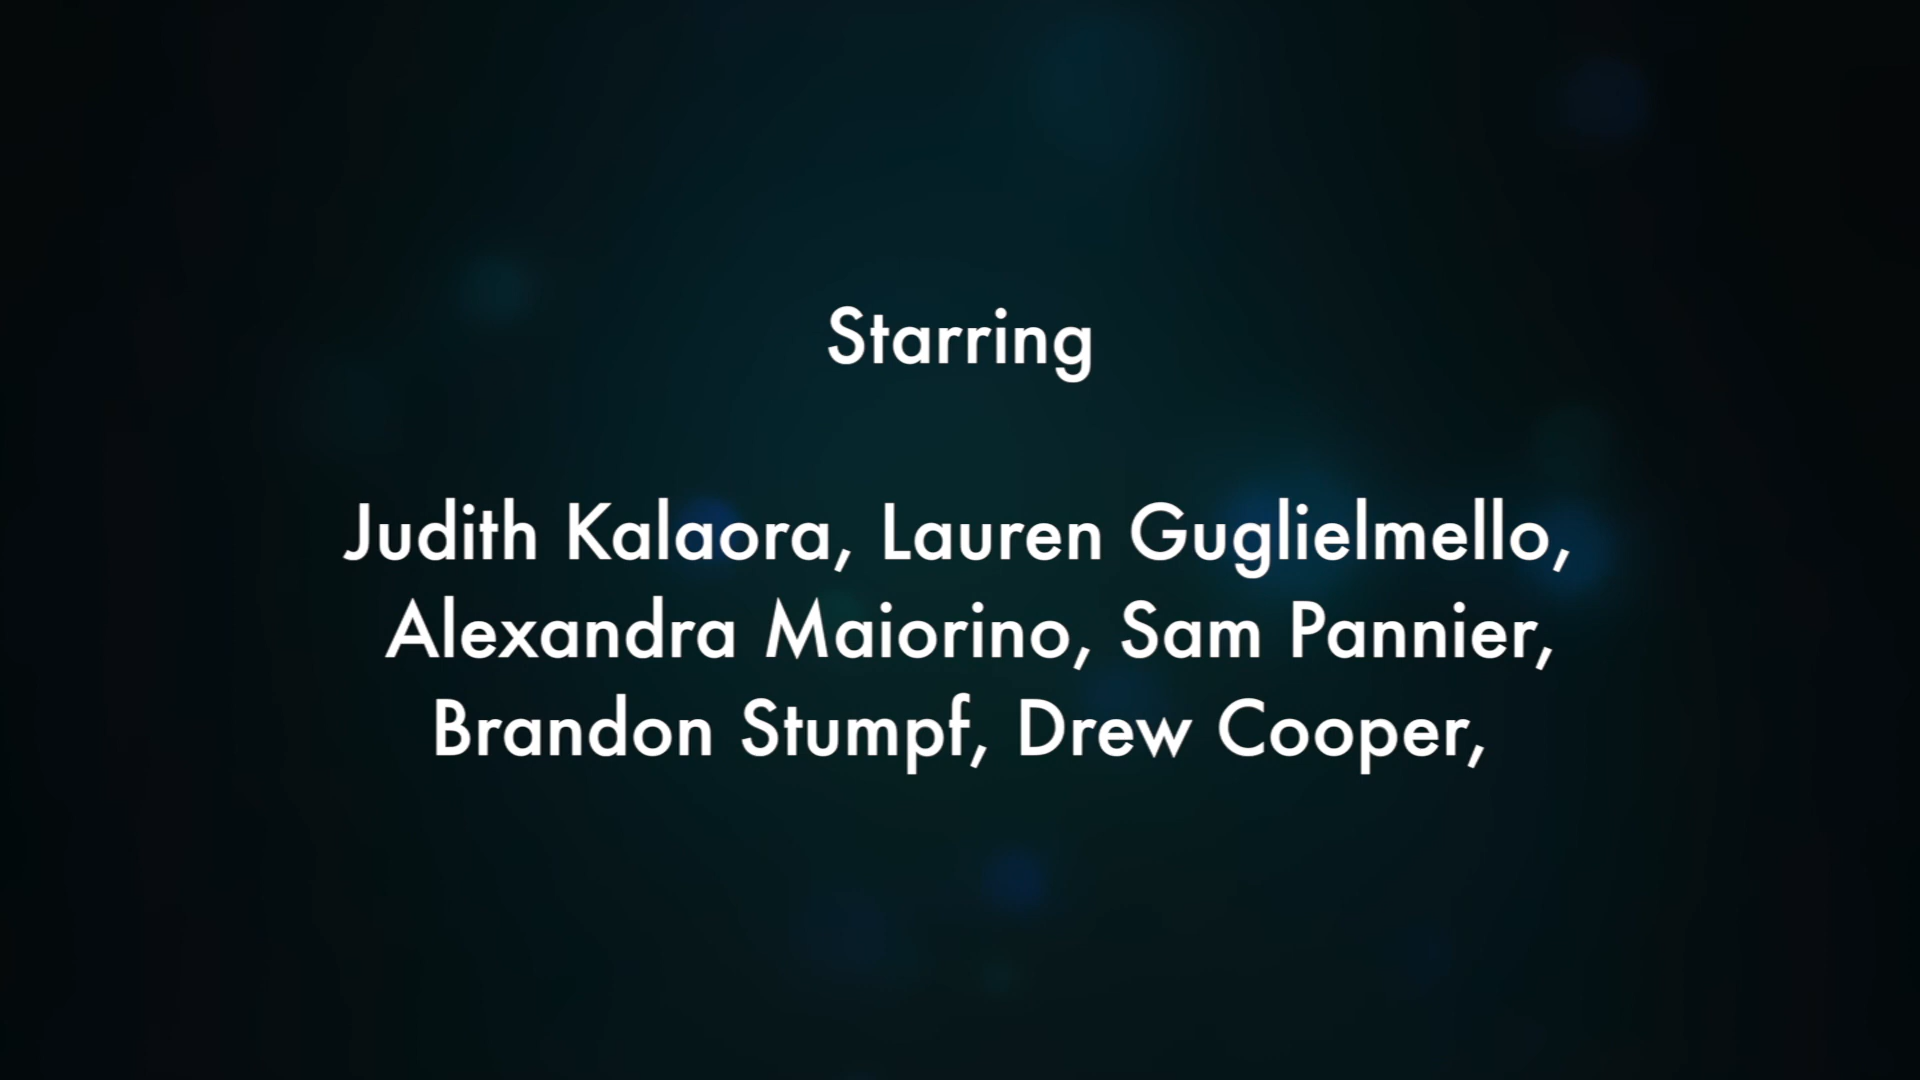 Starring
Judith Kalaora, Lauren Guglielmello,
Alexandra Maiorino, Sam Pannier,
Brandon Stumpf, Drew Cooper,